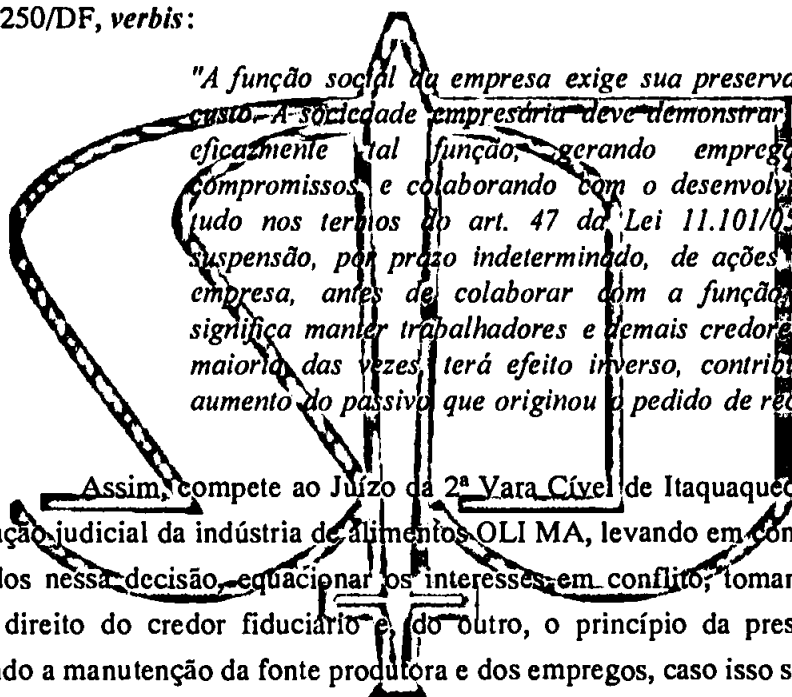 250/DF, verbis:
"A função social da empresa exige sua preserva
custo. A sociedade empresária deve demonstrar
eficazmente tal função, gerando emprego
compromissos e colaborando com o desenvolvi
tudo nos termos do art. 47 da Lei 11.101/0
suspensão, por prazo indeterminado, de ações
empresa, antes de colaborar com a função
significa manter trabalhadores e demais credore
maioria das vezes, terá efeito inverso, contribu
aumento do passivo que originou o pedido de rec
Assim, compete ao Juízo da 2ª Vara Cível de Itaquaquec
ação judicial da indústria de alimentos OLI MA, levando em con
dos nessa decisão, equacionar os interesses em conflito, tomar
direito do credor fiduciário e, do outro, o princípio da pres
ndo a manutenção da fonte produtora e dos empregos, caso isso s